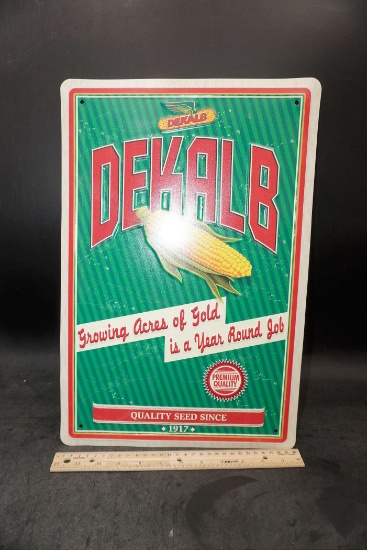 DEKALB
DEKALB
Growing Acres of Gold
is a Year Round Job
PREMIUM
QUALITY
QUALITY SEED SINCE
1917